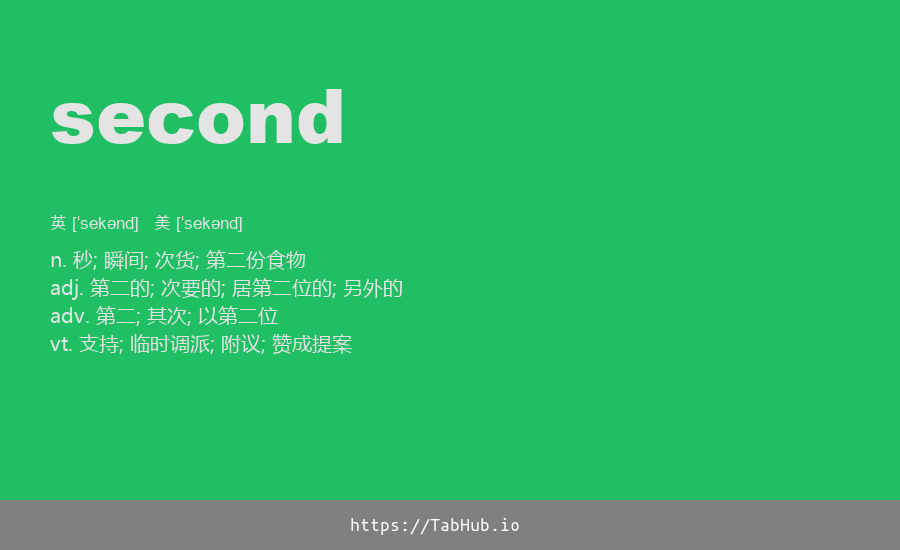 second
英 [ˈsekənd] 美 [ˈsekənd]
n. 秒; 瞬间; 次货; 第二份食物
adj. 第二的; 次要的; 居第二位的; 另外的
adv. 第二; 其次; 以第二位
vt. 支持; 临时调派; 附议; 赞成提案
https://TabHub.io